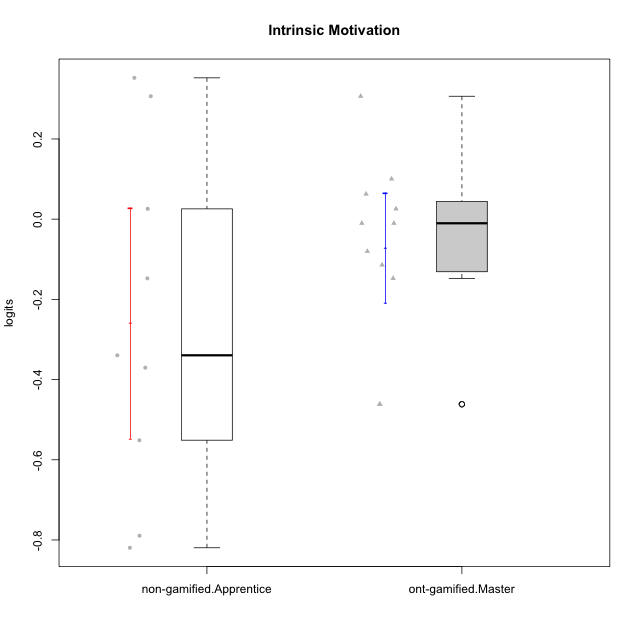 Intrinsic Motivation
logits
0.2
0.0
-0.2
-0.4
-0.6
-0.8
non-gamified.Apprentice
ont-gamified.Master